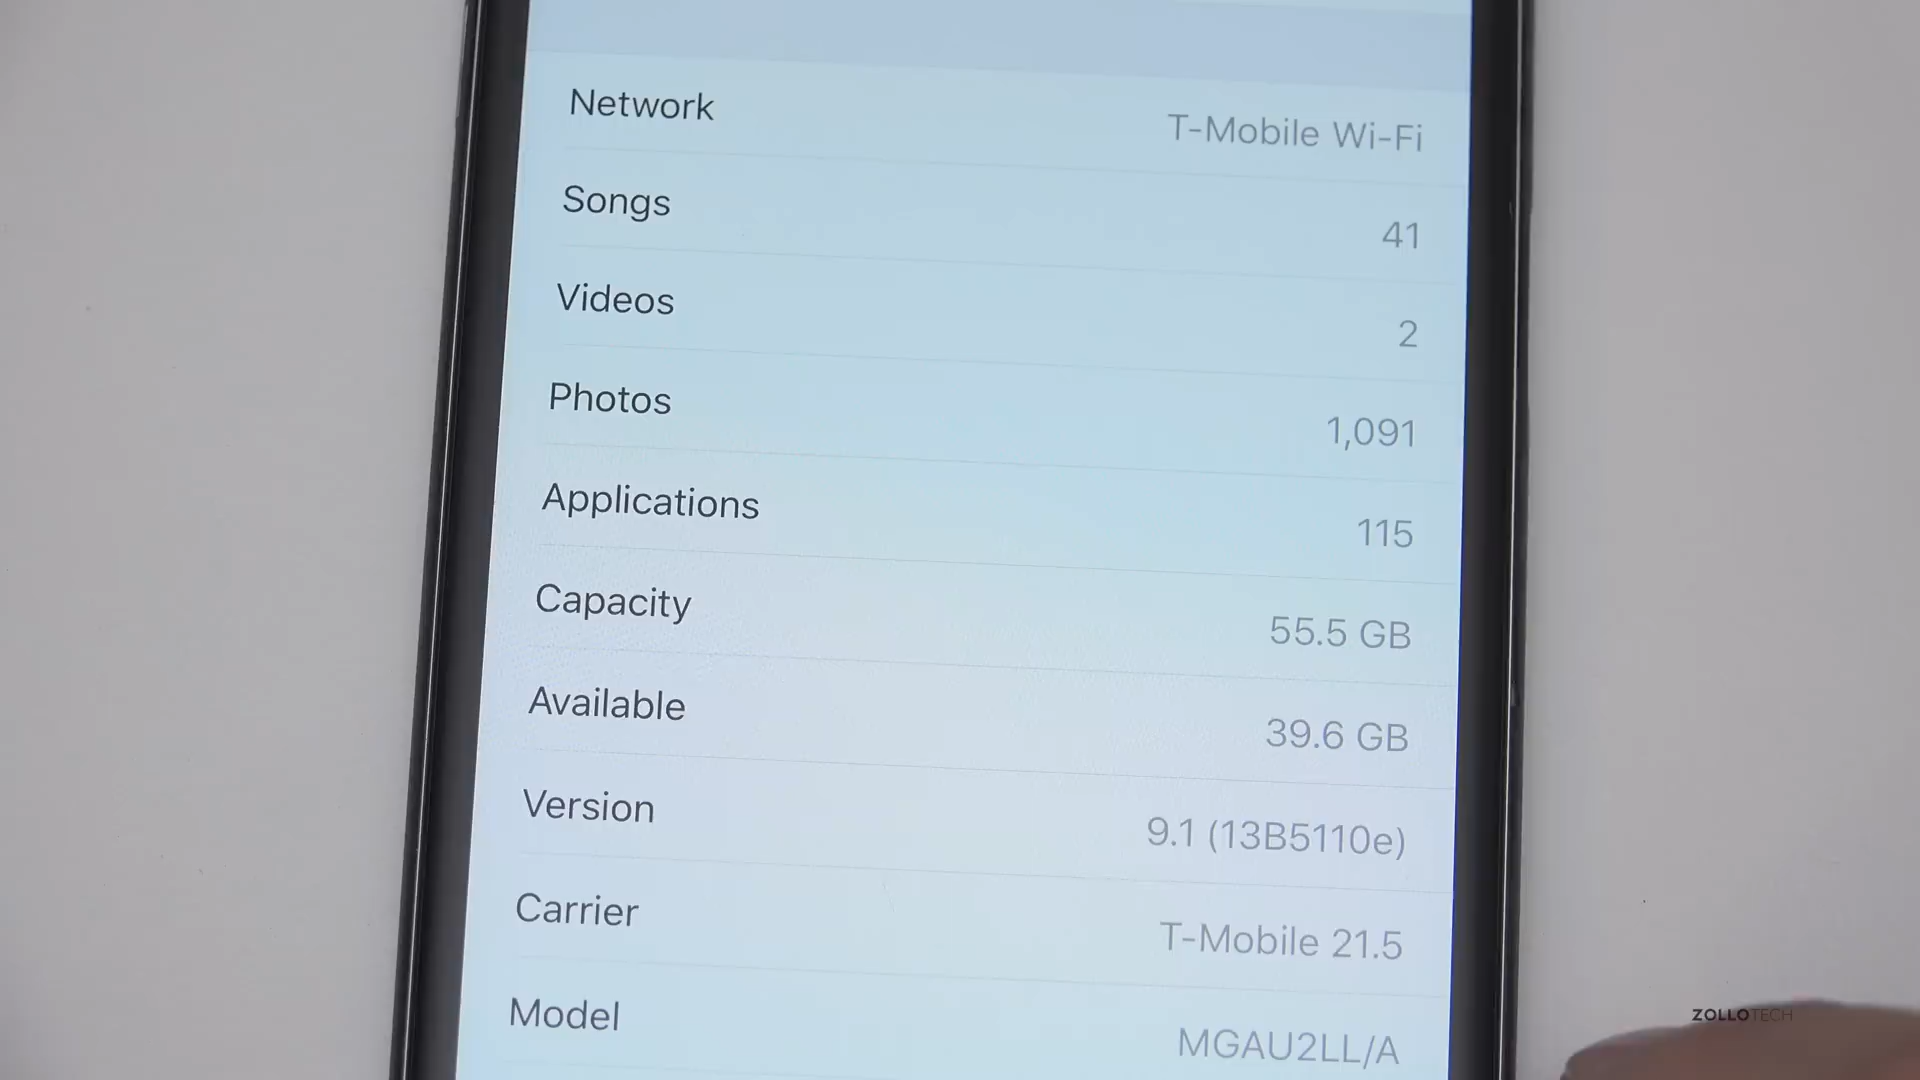 Network T-Mobile Wi-Fi
Songs 41
Videos 2
Photos 1,091
Applications 115
Capacity 55.5 GB
Available 39.6 GB
Version 9.1 (13B5110e)
Carrier T-Mobile 21.5
Model MGAU2LL/A
ZOLLOTECH